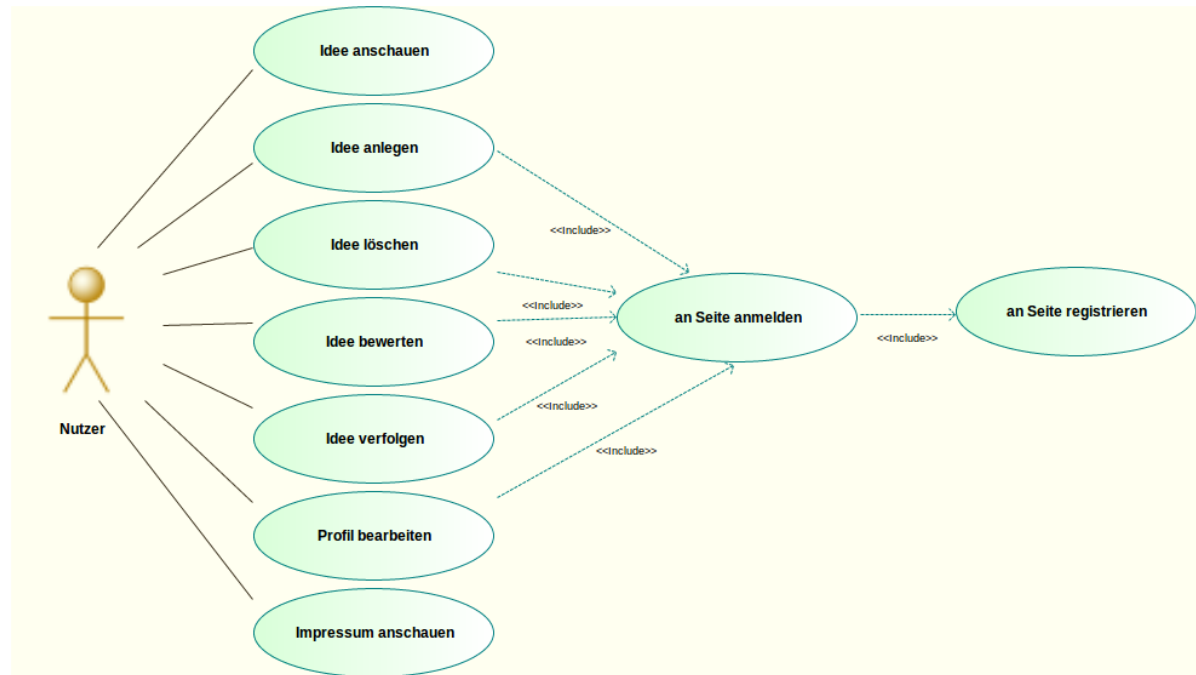 Idee anschauen
Idee anlegen
<<Include>>
Idee löschen
<<Include>>
an Seite anmelden
an Seite registrieren
Idee bewerten
<<Include>>
<<Include>>
<<Include>>
Nutzer
Idee verfolgen
<<Include>>
Profil bearbeiten
Impressum anschauen